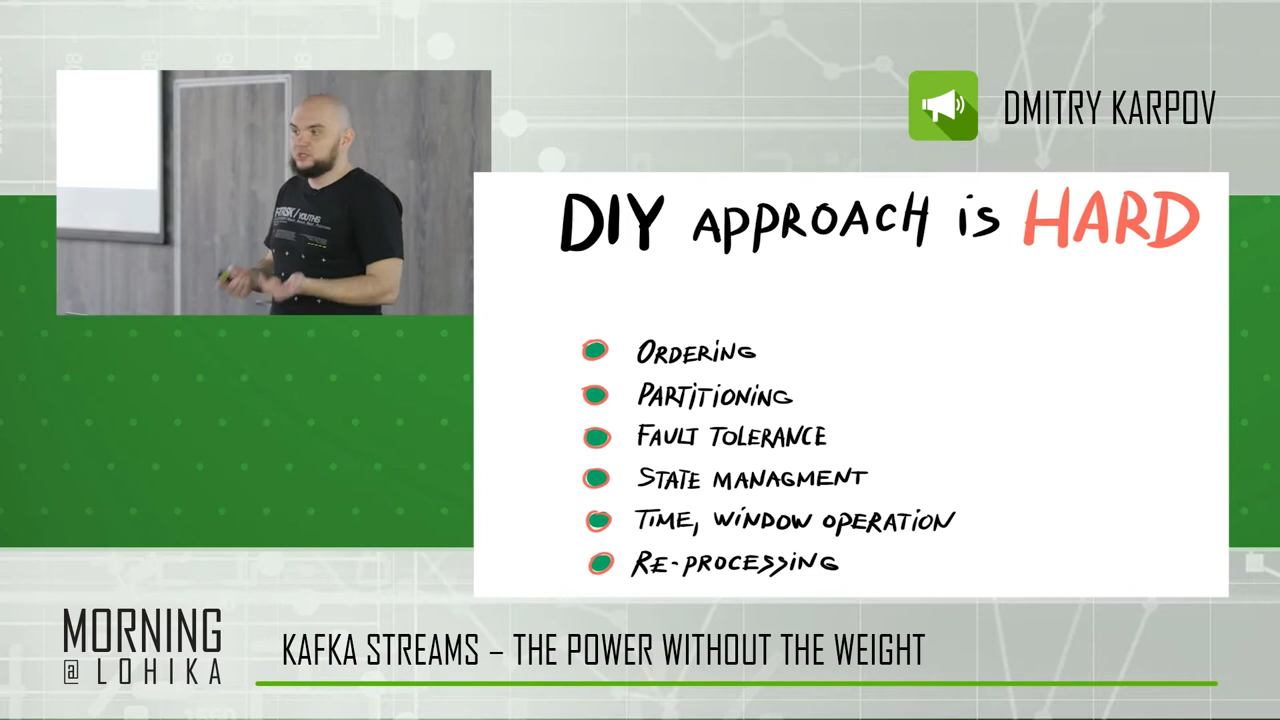 DMITRY KARPOV
DIY APPROACH is HARD
ORDERING
PARTITIONING
FAULT TOLERANCE
STATE MANAGMENT
TIME, WINDOW OPERATION
RE-PROCESSING
MORNING
@ LOHIKA
KAFKA STREAMS – THE POWER WITHOUT THE WEIGHT